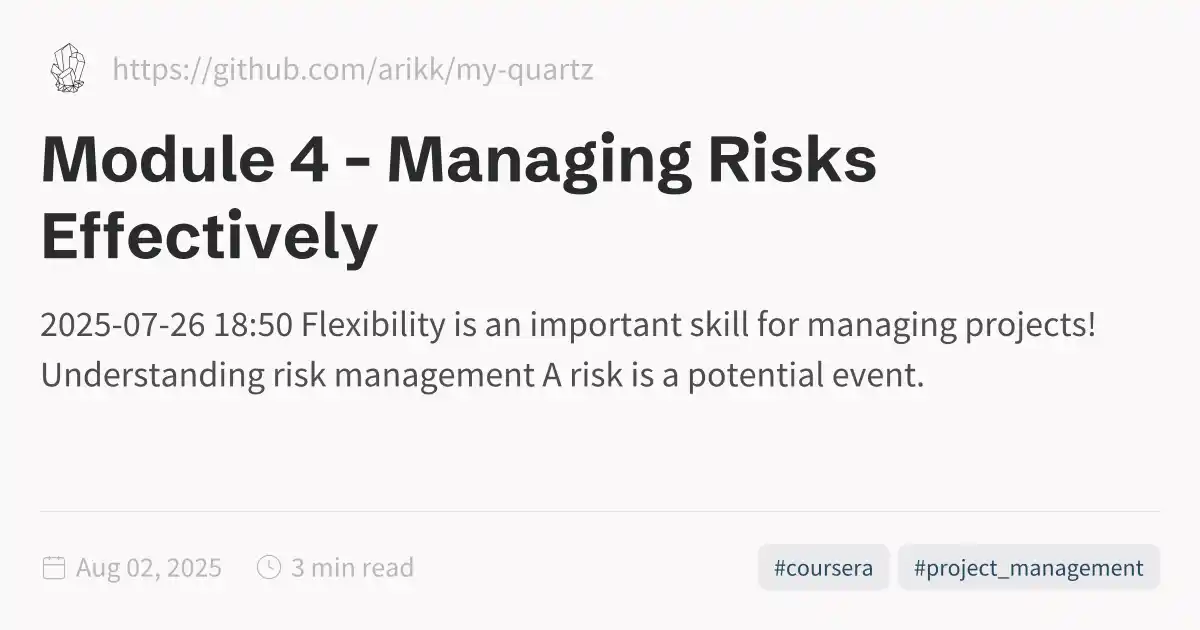 https://github.com/arikk/my-quartz
Module 4 - Managing Risks
Effectively
2025-07-26 18:50 Flexibility is an important skill for managing projects!
Understanding risk management A risk is a potential event.
Aug 02, 2025 3 min read #coursera #project_management